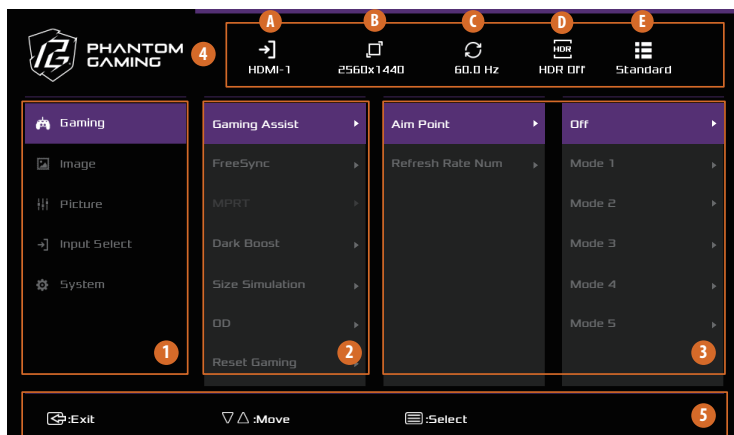 A B C D E
PHANTOM
GAMING
4
HDR
HDMI-1 2560x1440 60.0 Hz HDR Off Standard
Gaming Gaming Assist Aim Point Off
Image FreeSync Refresh Rate Num Mode 1
Picture MPRT Mode 2
Input Select Dark Boost Mode 3
System Size Simulation Mode 4
OD Mode 5
1 2 3
Reset Gaming
:Exit :Move :Select 5